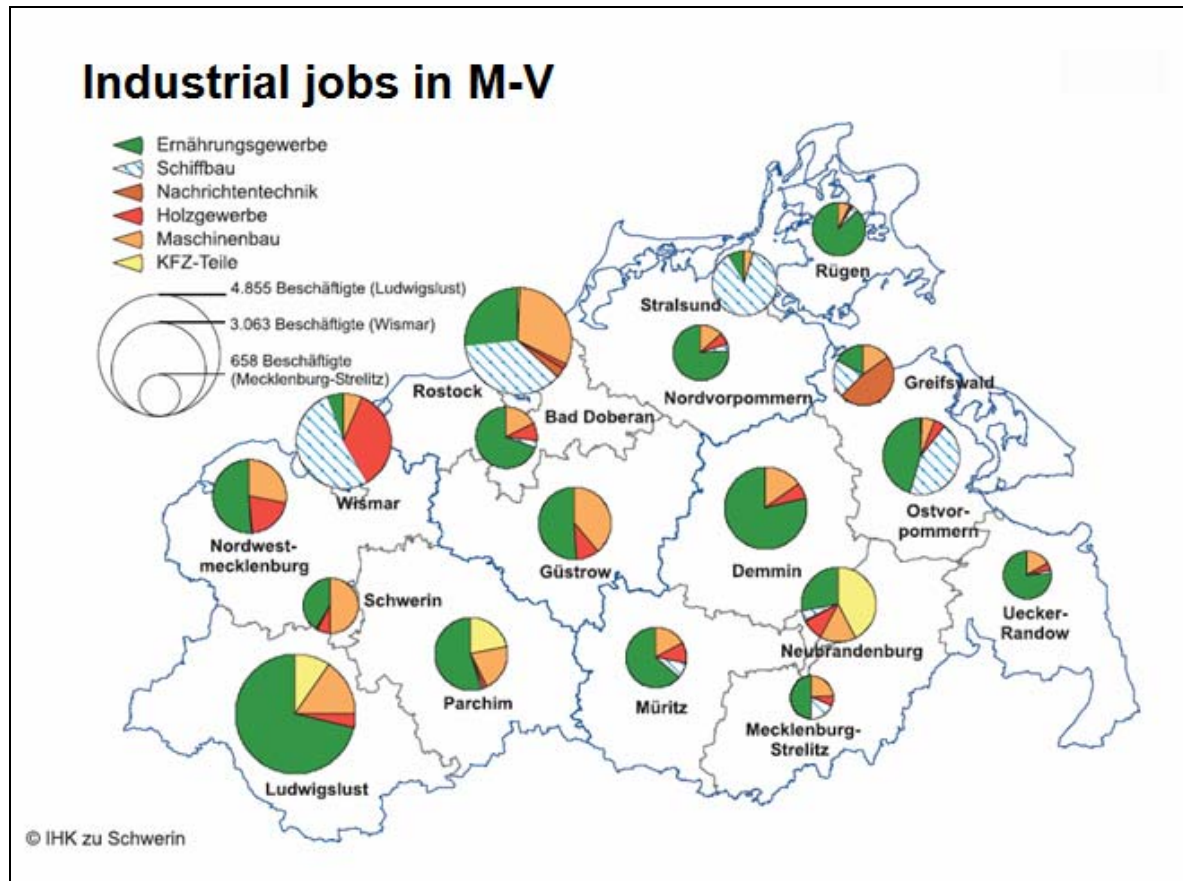 Industrial jobs in M-V
Ernährungsgewerbe
Schiffbau
Nachrichtentechnik
Holzgewerbe
Maschinenbau
KFZ-Teile
4.855 Beschäftigte (Ludwigslust)
3.063 Beschäftigte (Wismar)
658 Beschäftigte
(Mecklenburg-Strelitz)
Rügen
Stralsund
Nordvorpommern
Greifswald
Rostock
Bad Doberan
Wismar
Ostvor-
pommern
Nordwest-
mecklenburg
Güstrow
Demmin
Schwerin
Uecker-
Randow
Neubrandenburg
Parchim
Müritz
Mecklenburg-
Strelitz
Ludwigslust
© IHK zu Schwerin